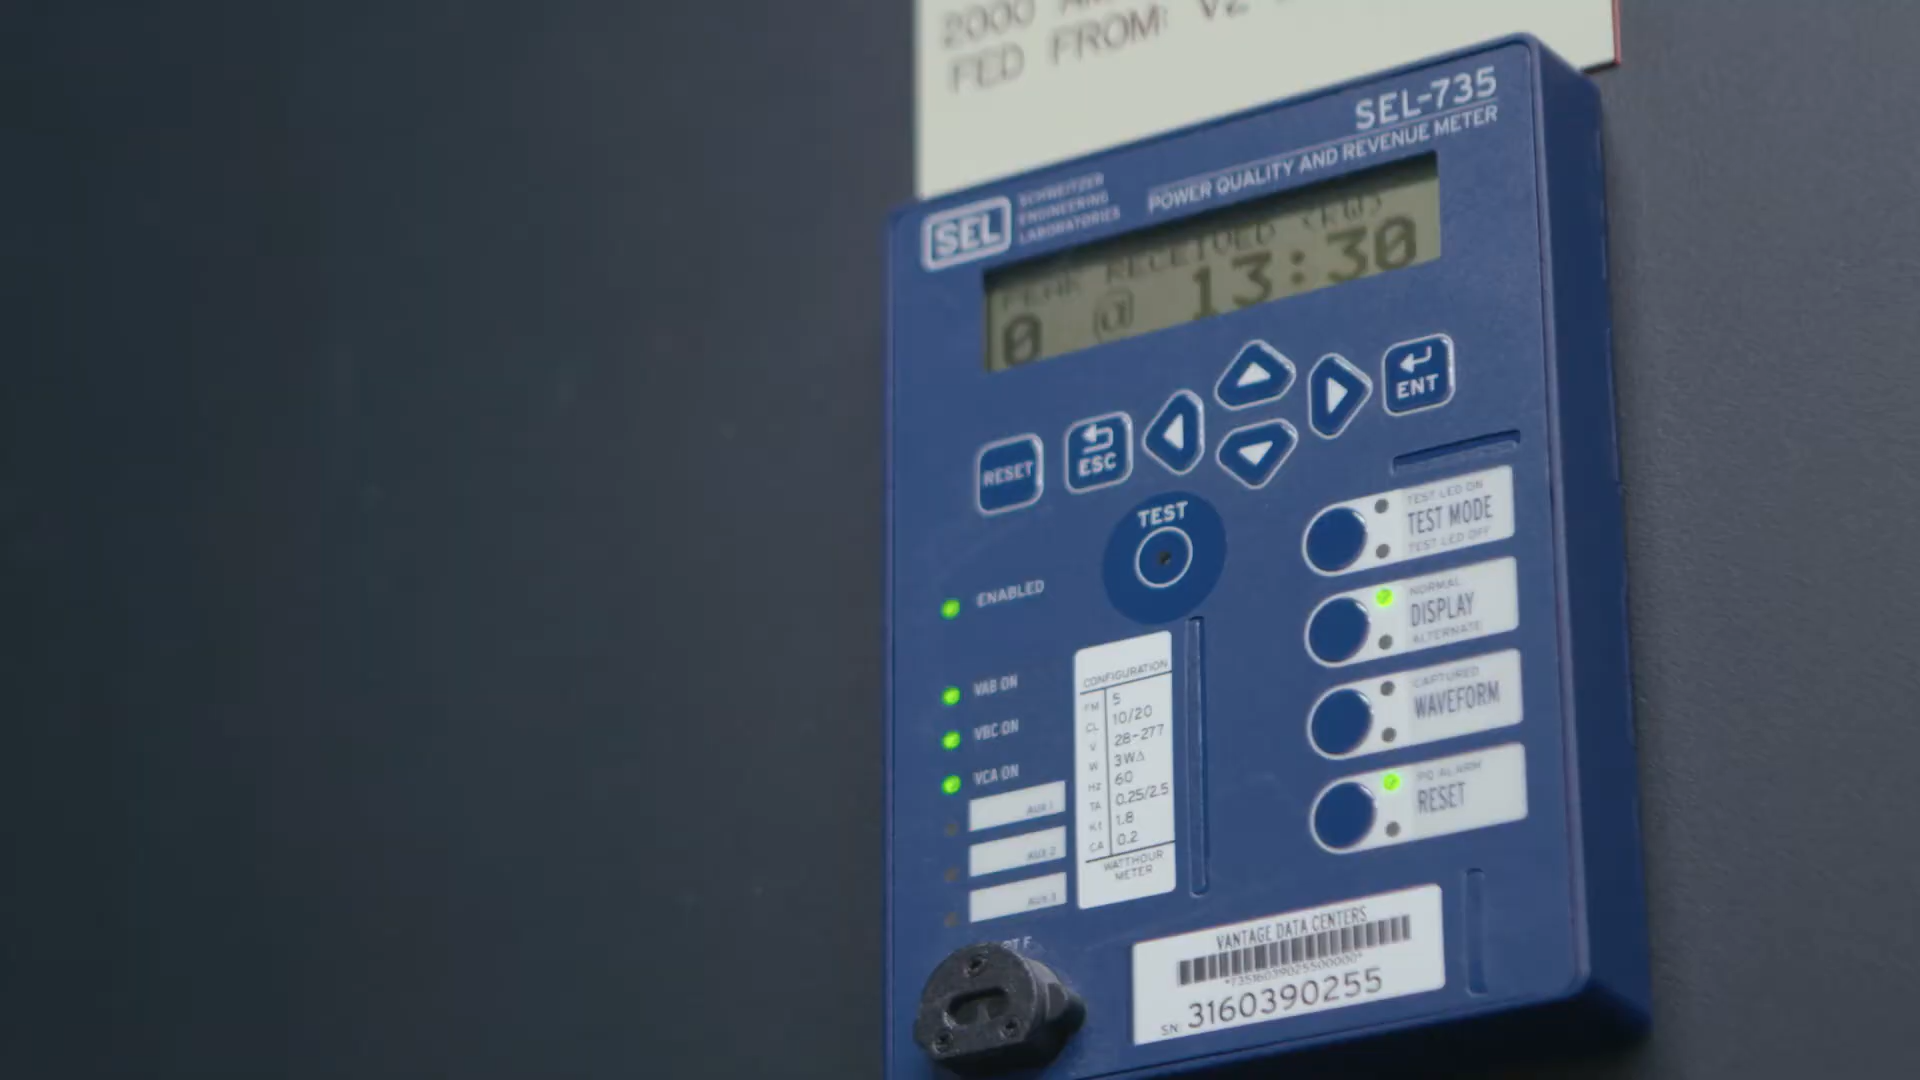 2000
FED FROM: V2
SEL-735
POWER QUALITY AND REVENUE METER
SEL
SCHWEITZER
ENGINEERING
LABORATORIES
PEAK RECEIVED (KW)
0 @ 13:30
RESET
ESC
ENT
TEST
TEST LED ON
TEST MODE
TEST LED OFF
NORMAL
DISPLAY
ALTERNATE
CAPTURED
WAVEFORM
PQ ALARM
RESET
ENABLED
VAB ON
VBC ON
VCA ON
AUX 1
AUX 2
AUX 3
CONFIGURATION
FM 5
CL 10/20
V 28-277
W 3WΔ
Hz 60
TA 0.25/2.5
Kt 1.8
CA 0.2
WATTHOUR
METER
F
VANTAGE DATA CENTERS
SN: 3160390255